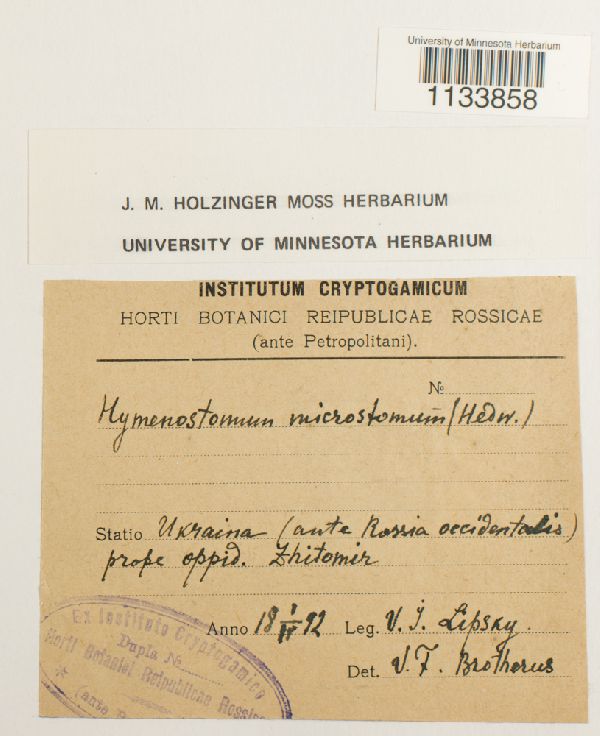 University of Minnesota Herbarium
1133858
J. M. HOLZINGER MOSS HERBARIUM
UNIVERSITY OF MINNESOTA HERBARIUM
INSTITUTUM CRYPTOGAMICUM
HORTI BOTANICI REIPUBLICAE ROSSICAE
(ante Petropolitani).
№
Hymenostomum microstomum (Hedw.)
Statio Ukraina (ante Rossia occidentalis)
prope oppid. Zhitomir
Anno 18 I/IV 92 Leg. V. I. Lipsky.
Det. V. F. Brotherus
Ex Instituto Cryptogamico
Dupla №
Horti Botanici Reipublicae Rossicae
(ante